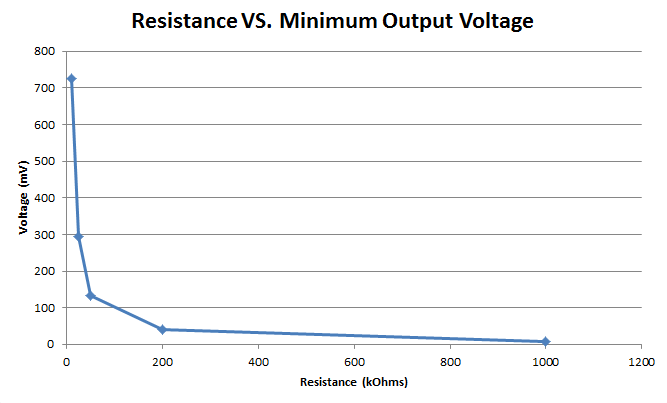 Resistance VS. Minimum Output Voltage
800
700
600
500
400
300
200
100
0
Voltage (mV)
0 200 400 600 800 1000 1200
Resistance (kOhms)